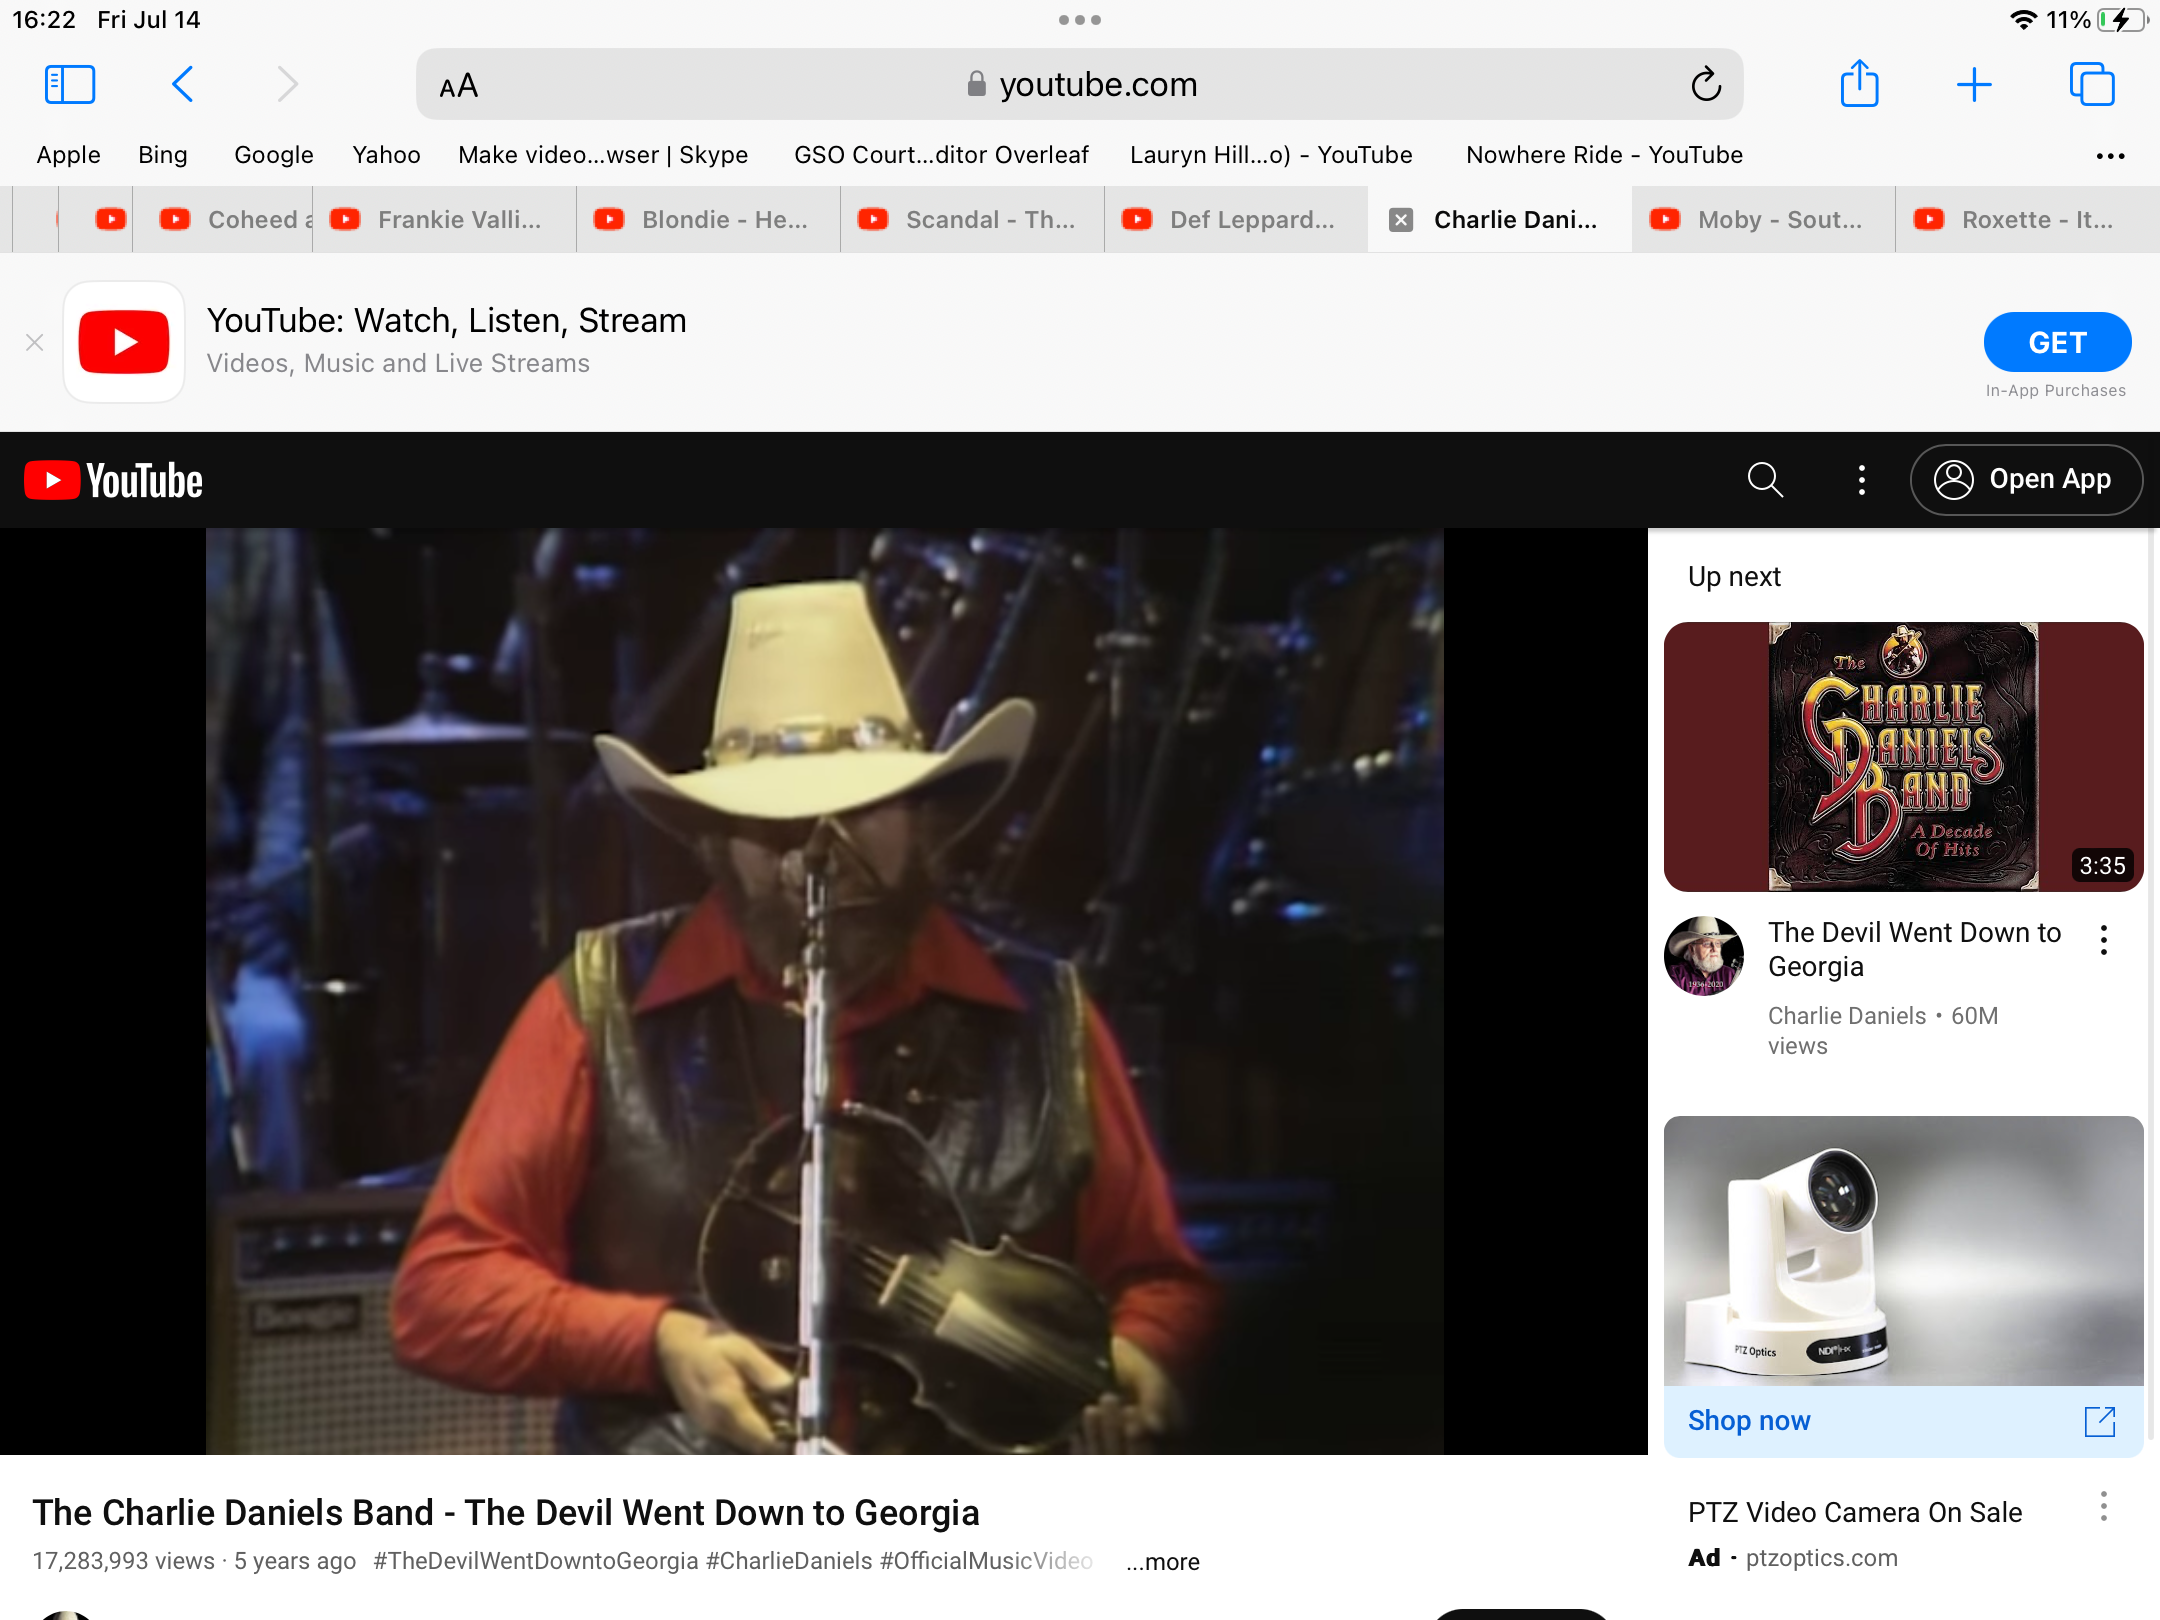 16:22 Fri Jul 14
11%
AA youtube.com
Apple Bing Google Yahoo Make video...wser | Skype GSO Court...ditor Overleaf Lauryn Hill...o) - YouTube Nowhere Ride - YouTube
Coheed a Frankie Valli... Blondie - He... Scandal - Th... Def Leppard... Charlie Dani... Moby - Sout... Roxette - It...
YouTube: Watch, Listen, Stream
Videos, Music and Live Streams
GET
In-App Purchases
YouTube
Open App
Up next
The
CHARLIE
DANIELS
BAND
A Decade
Of Hits
3:35
1936-2020
The Devil Went Down to
Georgia
Charlie Daniels • 60M
views
Boogie
PTZ Optics
NDI HX
Shop now
The Charlie Daniels Band - The Devil Went Down to Georgia
17,283,993 views · 5 years ago #TheDevilWentDowntoGeorgia #CharlieDaniels #OfficialMusicVideo ...more
PTZ Video Camera On Sale
Ad · ptzoptics.com